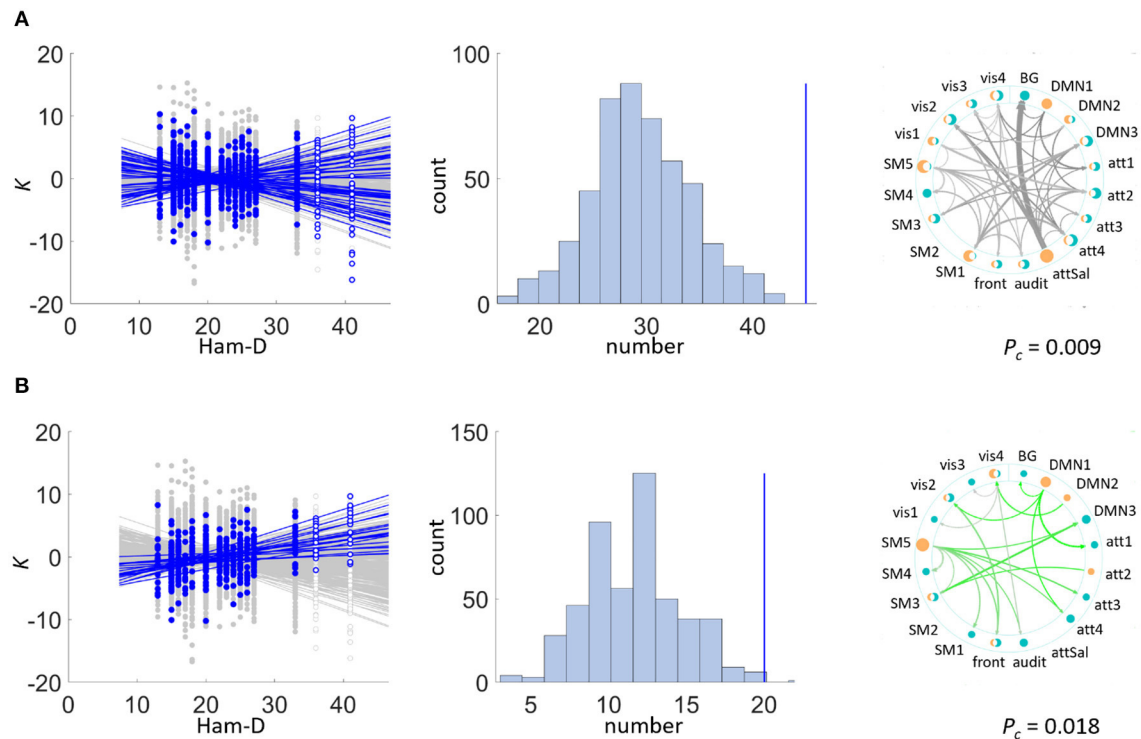 A
20
10
0
-10
-20
K
0
10
20
30
40
Ham-D
100
50
0
count
20
30
40
number
BG
DMN1
DMN2
DMN3
att1
att2
att3
att4
attSal
audit
front
SM1
SM2
SM3
SM4
SM5
vis1
vis2
vis3
vis4
Pc = 0.009
B
20
10
0
-10
-20
K
0
10
20
30
40
Ham-D
150
100
50
0
count
5
10
15
20
number
BG
DMN1
DMN2
DMN3
att1
att2
att3
att4
attSal
audit
front
SM1
SM2
SM3
SM4
SM5
vis1
vis2
vis3
vis4
Pc = 0.018